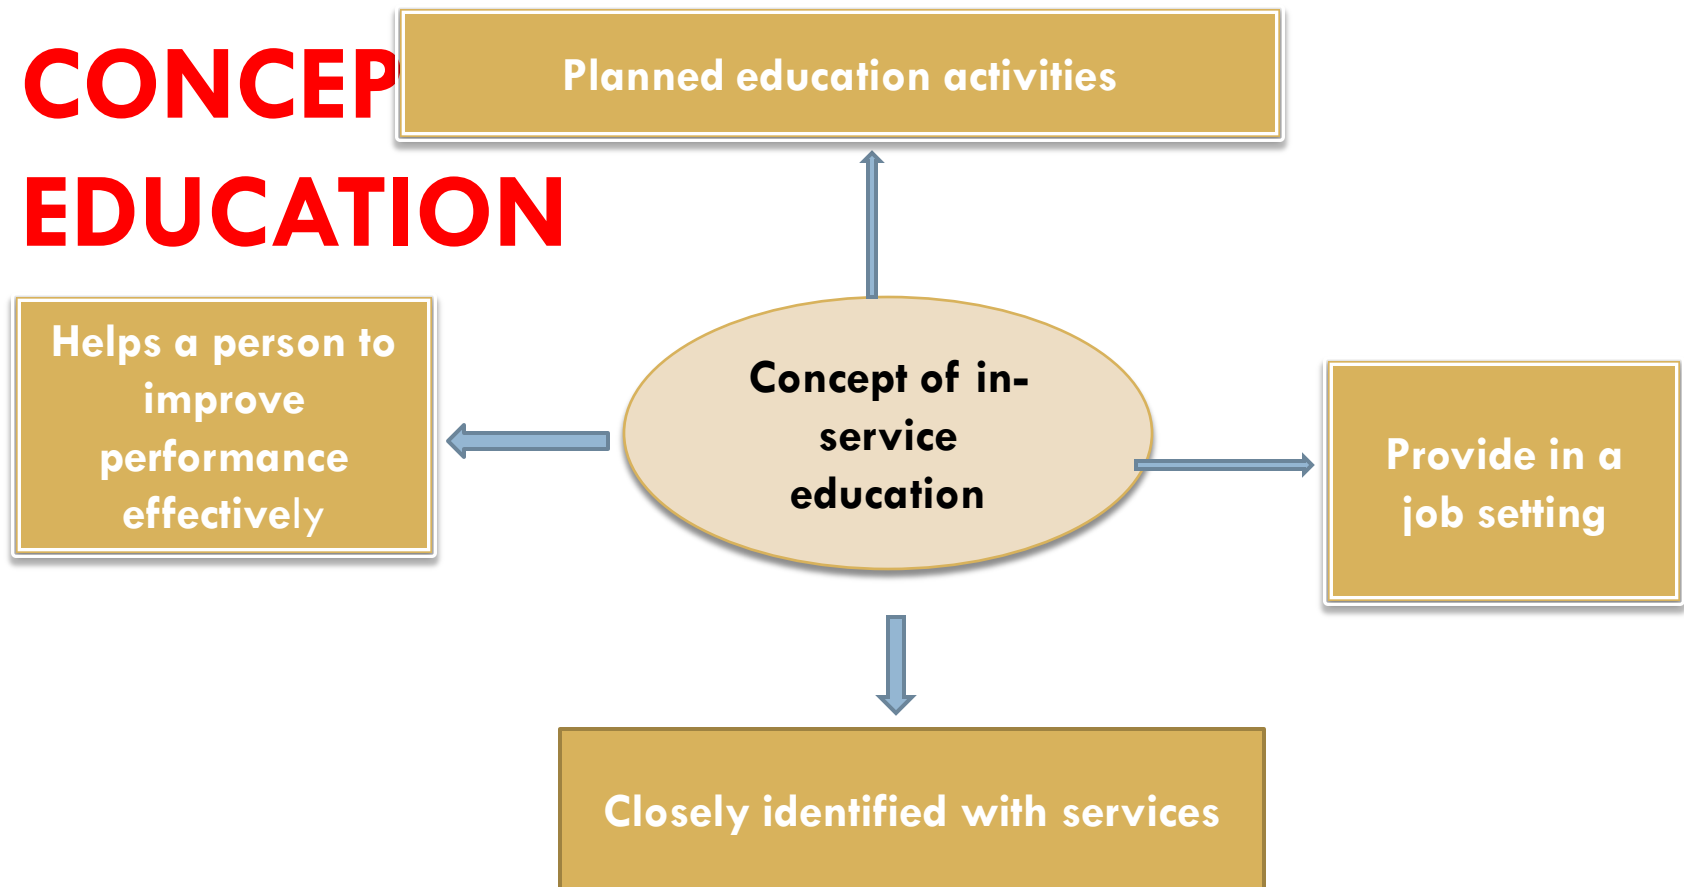 CONCEP
EDUCATION
Planned education activities
Helps a person to
improve
performance
effectively
Concept of in-
service
education
Provide in a
job setting
Closely identified with services